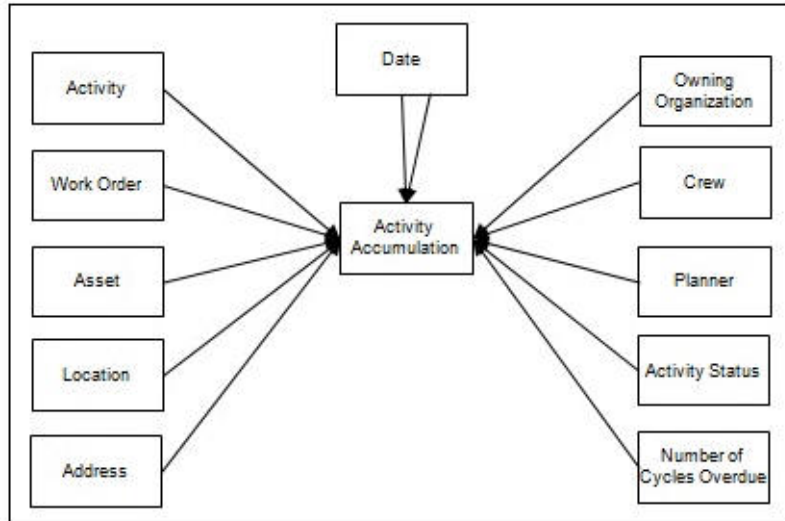 Date
Activity
Owning
Organization
Work Order
Crew
Activity
Accumulation
Asset
Planner
Location
Activity Status
Address
Number of
Cycles Overdue